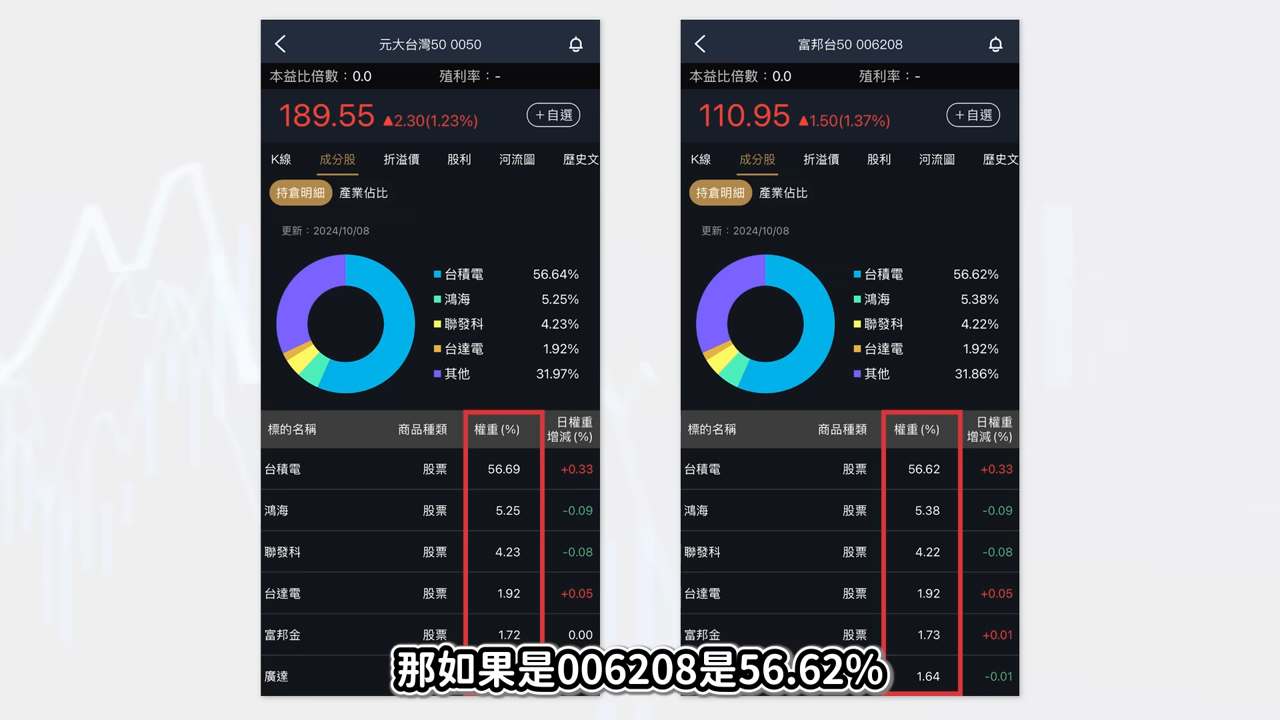 元大台灣50 0050
本益比倍數：0.0 殖利率：-
189.55 ▲2.30(1.23%) ＋自選
K線 成分股 折溢價 股利 河流圖 歷史文
持倉明細 產業佔比
更新：2024/10/08
台積電 56.64%
鴻海 5.25%
聯發科 4.23%
台達電 1.92%
其他 31.97%
標的名稱 商品種類 權重(%) 日權重增減(%)
台積電 股票 56.69 +0.33
鴻海 股票 5.25 -0.09
聯發科 股票 4.23 -0.08
台達電 股票 1.92 +0.05
富邦金 股票 1.72 0.00
廣達
富邦台50 006208
本益比倍數：0.0 殖利率：-
110.95 ▲1.50(1.37%) ＋自選
K線 成分股 折溢價 股利 河流圖 歷史文
持倉明細 產業佔比
更新：2024/10/08
台積電 56.62%
鴻海 5.38%
聯發科 4.22%
台達電 1.92%
其他 31.86%
標的名稱 商品種類 權重(%) 日權重增減(%)
台積電 股票 56.62 +0.33
鴻海 股票 5.38 -0.09
聯發科 股票 4.22 -0.08
台達電 股票 1.92 +0.05
富邦金 股票 1.73 +0.01
1.64 -0.01
那如果是006208是56.62%